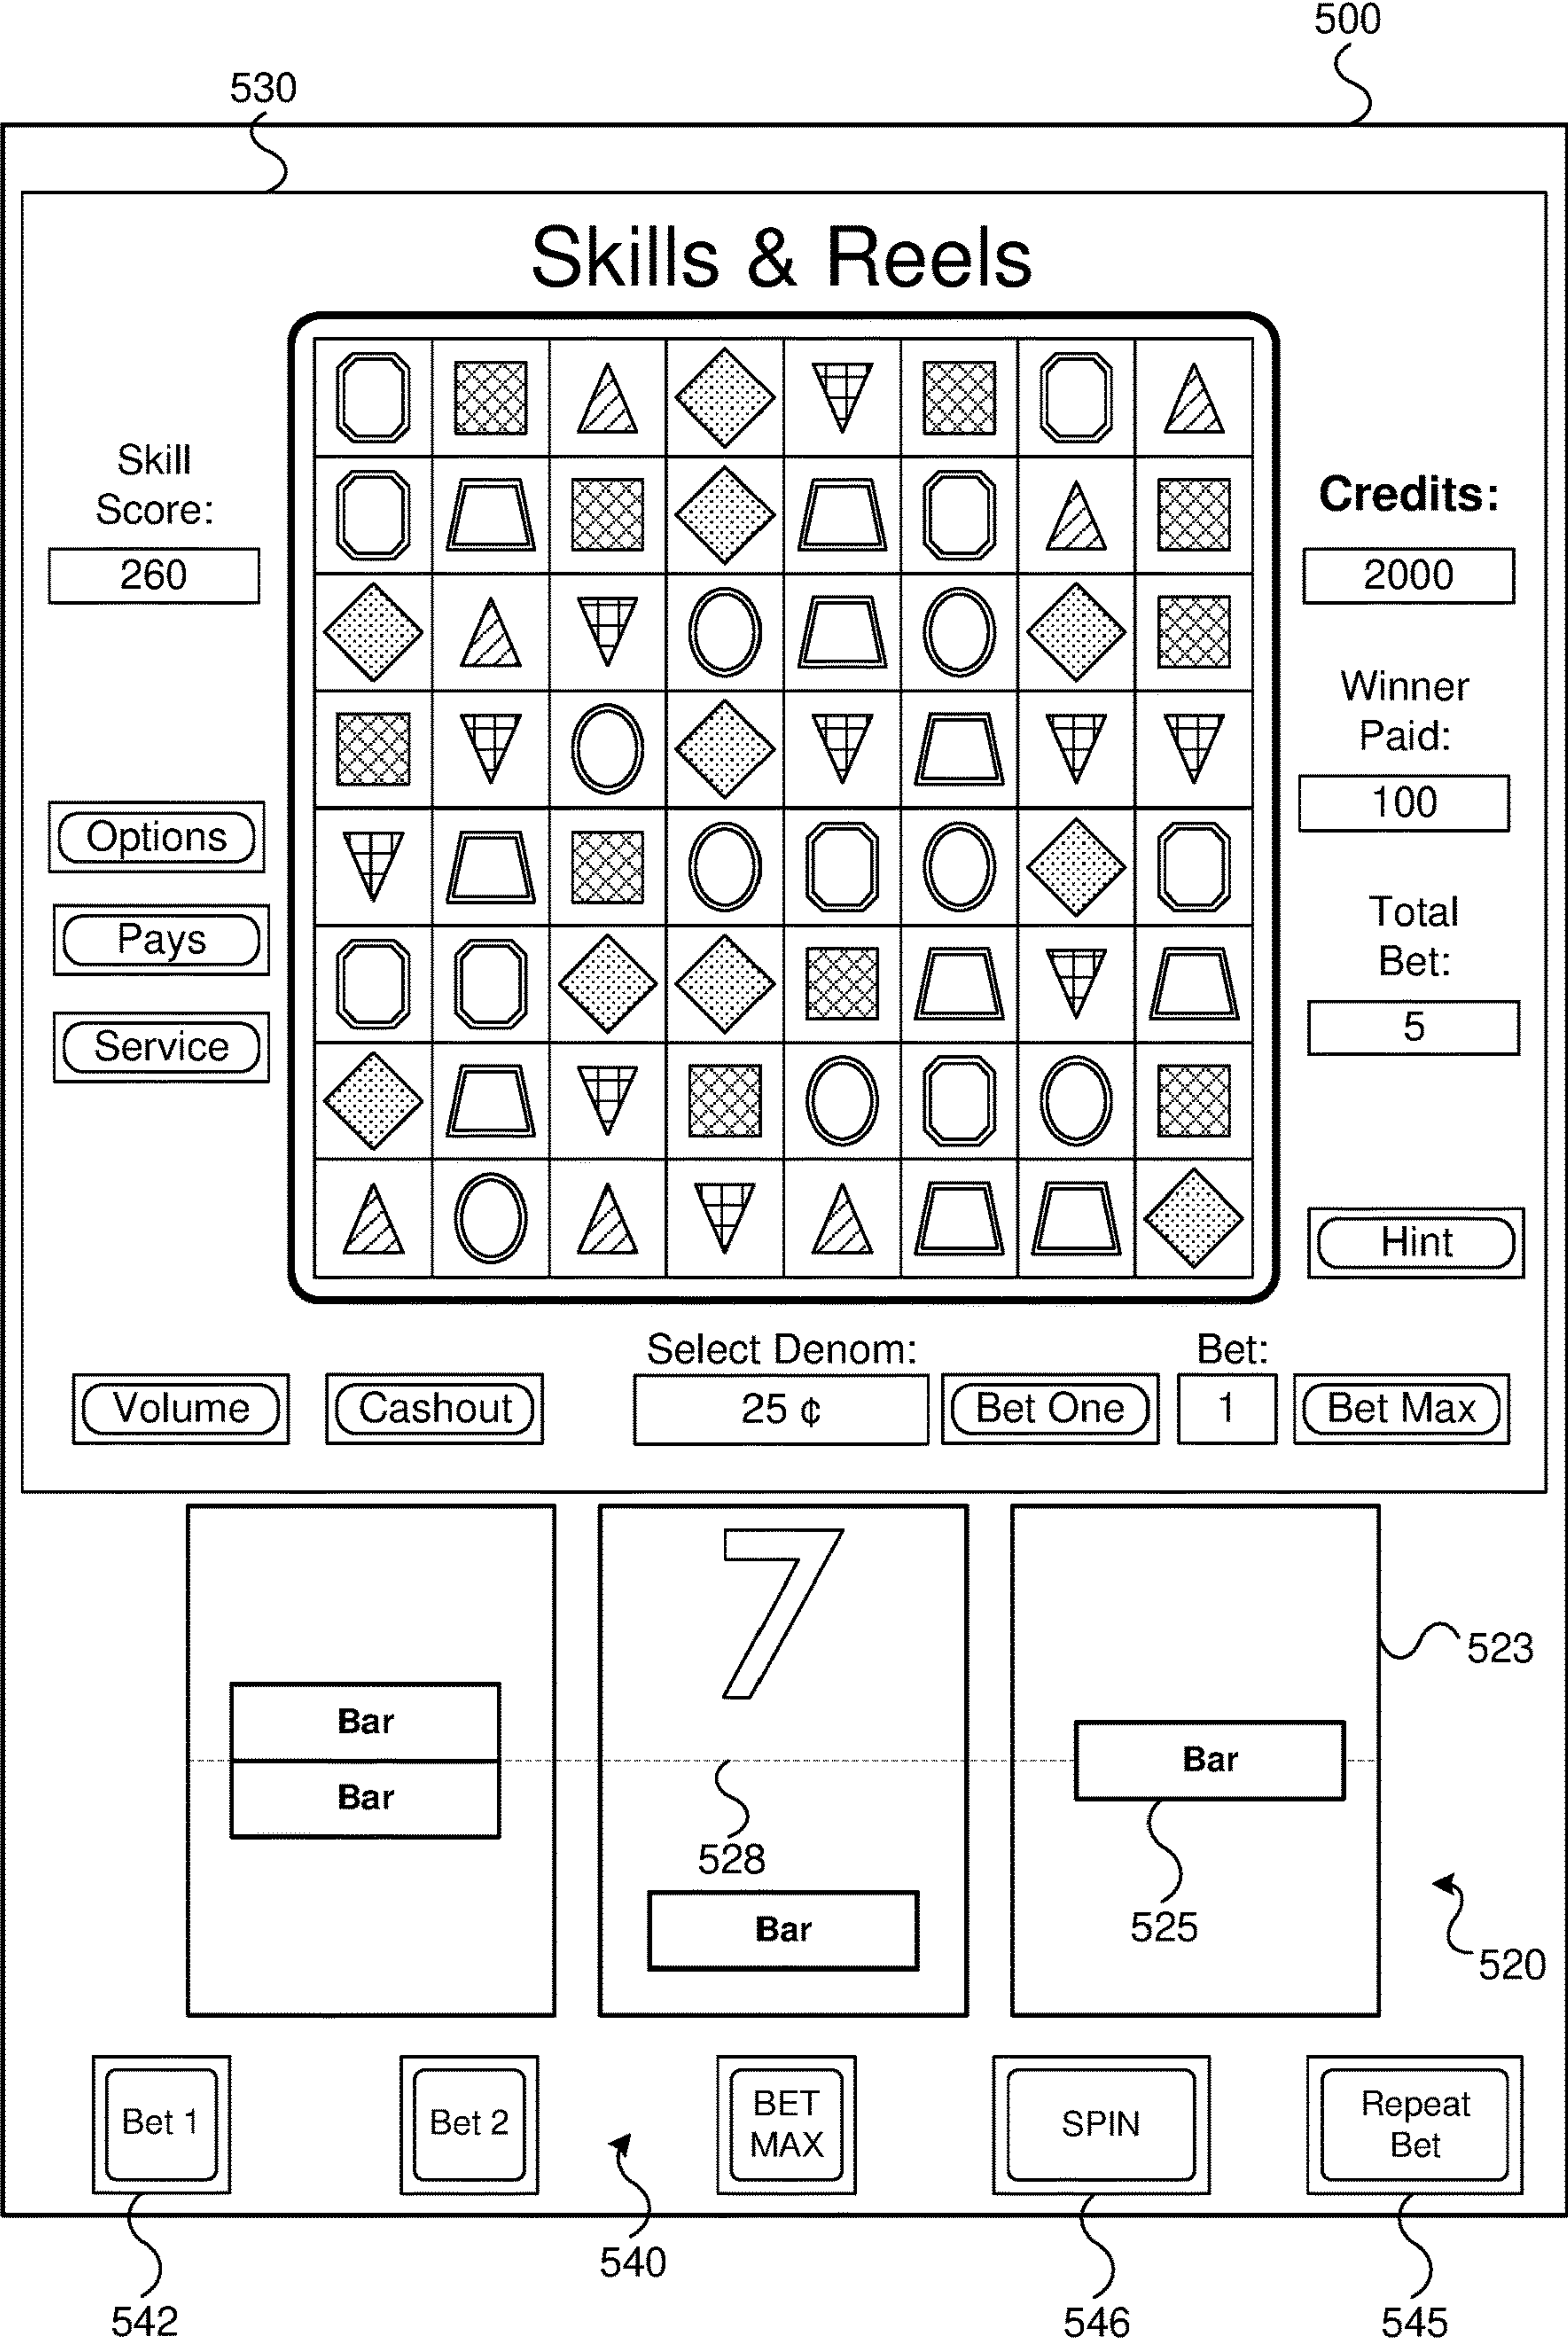 500
530
Skills & Reels
Skill
Score:
260
Credits:
2000
Winner
Paid:
100
Options
Pays
Service
Total
Bet:
5
Hint
Select Denom:
Bet:
Volume
Cashout
25 ¢
Bet One
1
Bet Max
7
523
Bar
Bar
Bar
528
Bar
525
520
Bet 1
Bet 2
BET
MAX
SPIN
Repeat
Bet
540
542
546
545